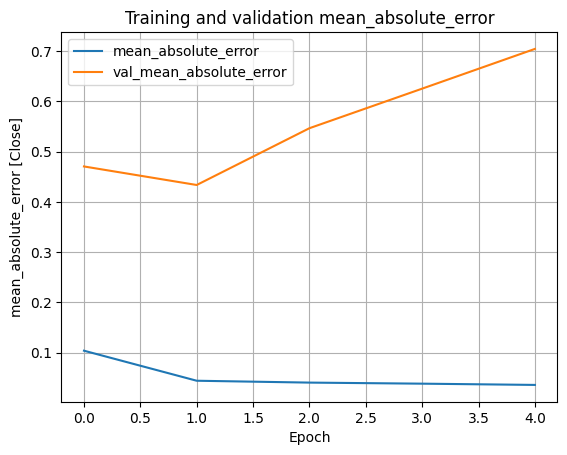 Training and validation mean_absolute_error
mean_absolute_error
val_mean_absolute_error
mean_absolute_error [Close]
0.7
0.6
0.5
0.4
0.3
0.2
0.1
0.0 0.5 1.0 1.5 2.0 2.5 3.0 3.5 4.0
Epoch